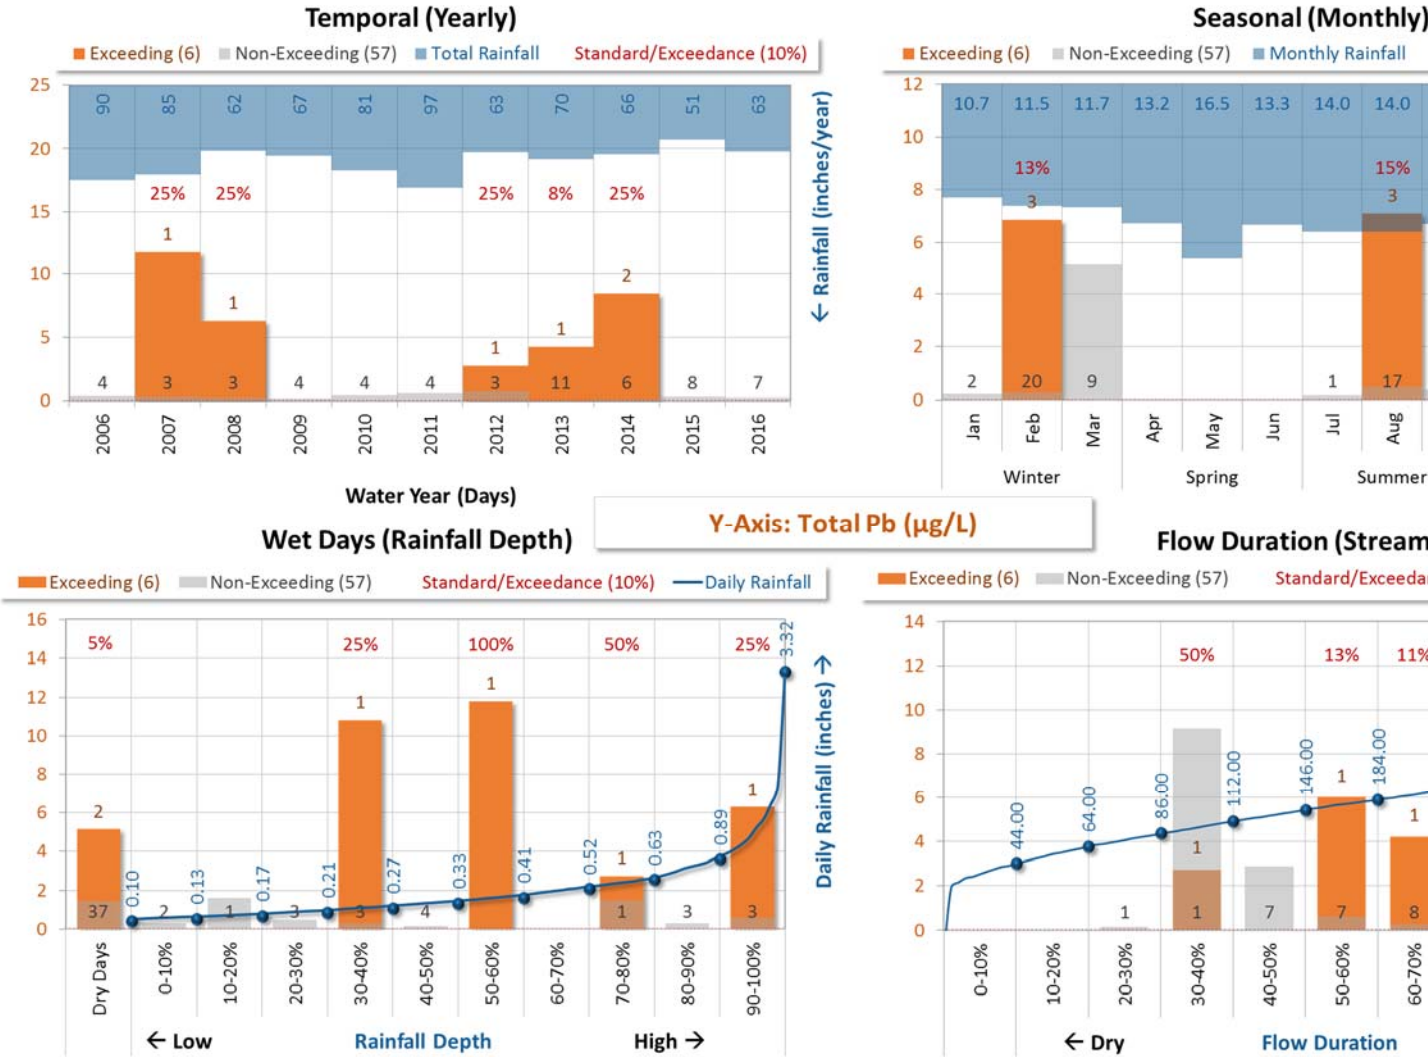 Temporal (Yearly)
Exceeding (6) Non-Exceeding (57) Total Rainfall Standard/Exceedance (10%)
25
20
15
10
5
0
90 85 62 67 81 97 63 70 66 51 63
25% 25% 25% 8% 25%
1 1 1 1 2
4 3 3 4 4 4 3 11 6 8 7
2006 2007 2008 2009 2010 2011 2012 2013 2014 2015 2016
Water Year (Days)
← Rainfall (inches/year)
Seasonal (Monthly)
Exceeding (6) Non-Exceeding (57) Monthly Rainfall
12
10
8
6
4
2
0
10.7 11.5 11.7 13.2 16.5 13.3 14.0 14.0
13% 15%
3 3
2 20 9 1 17
Jan Feb Mar Apr May Jun Jul Aug
Winter Spring Summer
Y-Axis: Total Pb (µg/L)
Wet Days (Rainfall Depth)
Exceeding (6) Non-Exceeding (57) Standard/Exceedance (10%) Daily Rainfall
16
14
12
10
8
6
4
2
0
5% 25% 100% 50% 25%
2 1 1 1 1
0.10 0.13 0.17 0.21 0.27 0.33 0.41 0.52 0.63 0.89 3.32
37 2 1 3 3 4 1 3 3
Dry Days 0-10% 10-20% 20-30% 30-40% 40-50% 50-60% 60-70% 70-80% 80-90% 90-100%
← Low Rainfall Depth High →
Daily Rainfall (inches) →
Flow Duration (Stream
Exceeding (6) Non-Exceeding (57) Standard/Exceeda
14
12
10
8
6
4
2
0
50% 13% 11%
44.00 64.00 86.00 112.00 146.00 184.00
1 1 1
1 1 7 7 8
0-10% 10-20% 20-30% 30-40% 40-50% 50-60% 60-70%
← Dry Flow Duration